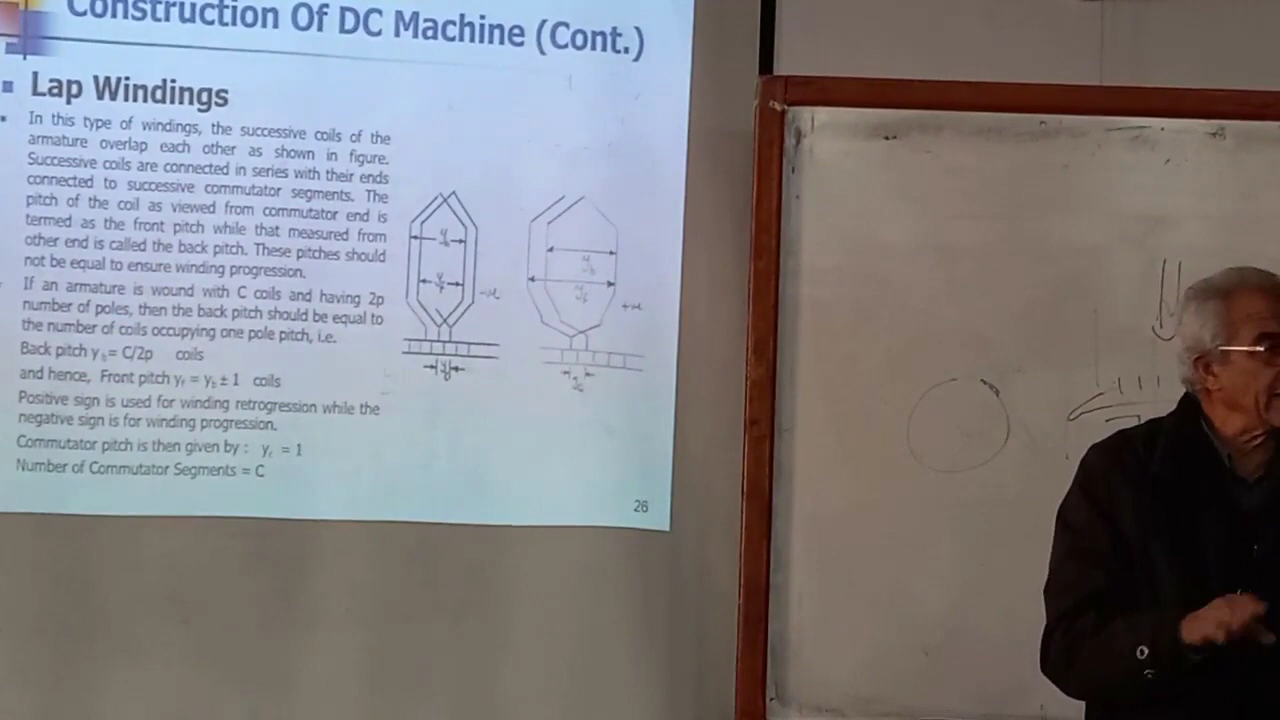 Construction Of DC Machine (Cont.)
Lap Windings
In this type of windings, the successive coils of the
armature overlap each other as shown in figure.
Successive coils are connected in series with their ends
connected to successive commutator segments. The
pitch of the coil as viewed from commutator end is
termed as the front pitch while that measured from
other end is called the back pitch. These pitches should
not be equal to ensure winding progression.
If an armature is wound with C coils and having 2p
number of poles, then the back pitch should be equal to
the number of coils occupying one pole pitch, i.e.
Back pitch y b = C/2p coils
and hence, Front pitch yf = yb ± 1 coils
Positive sign is used for winding retrogression while the
negative sign is for winding progression.
Commutator pitch is then given by : yc = 1
Number of Commutator Segments = C
yb
yf
yb
yf
26